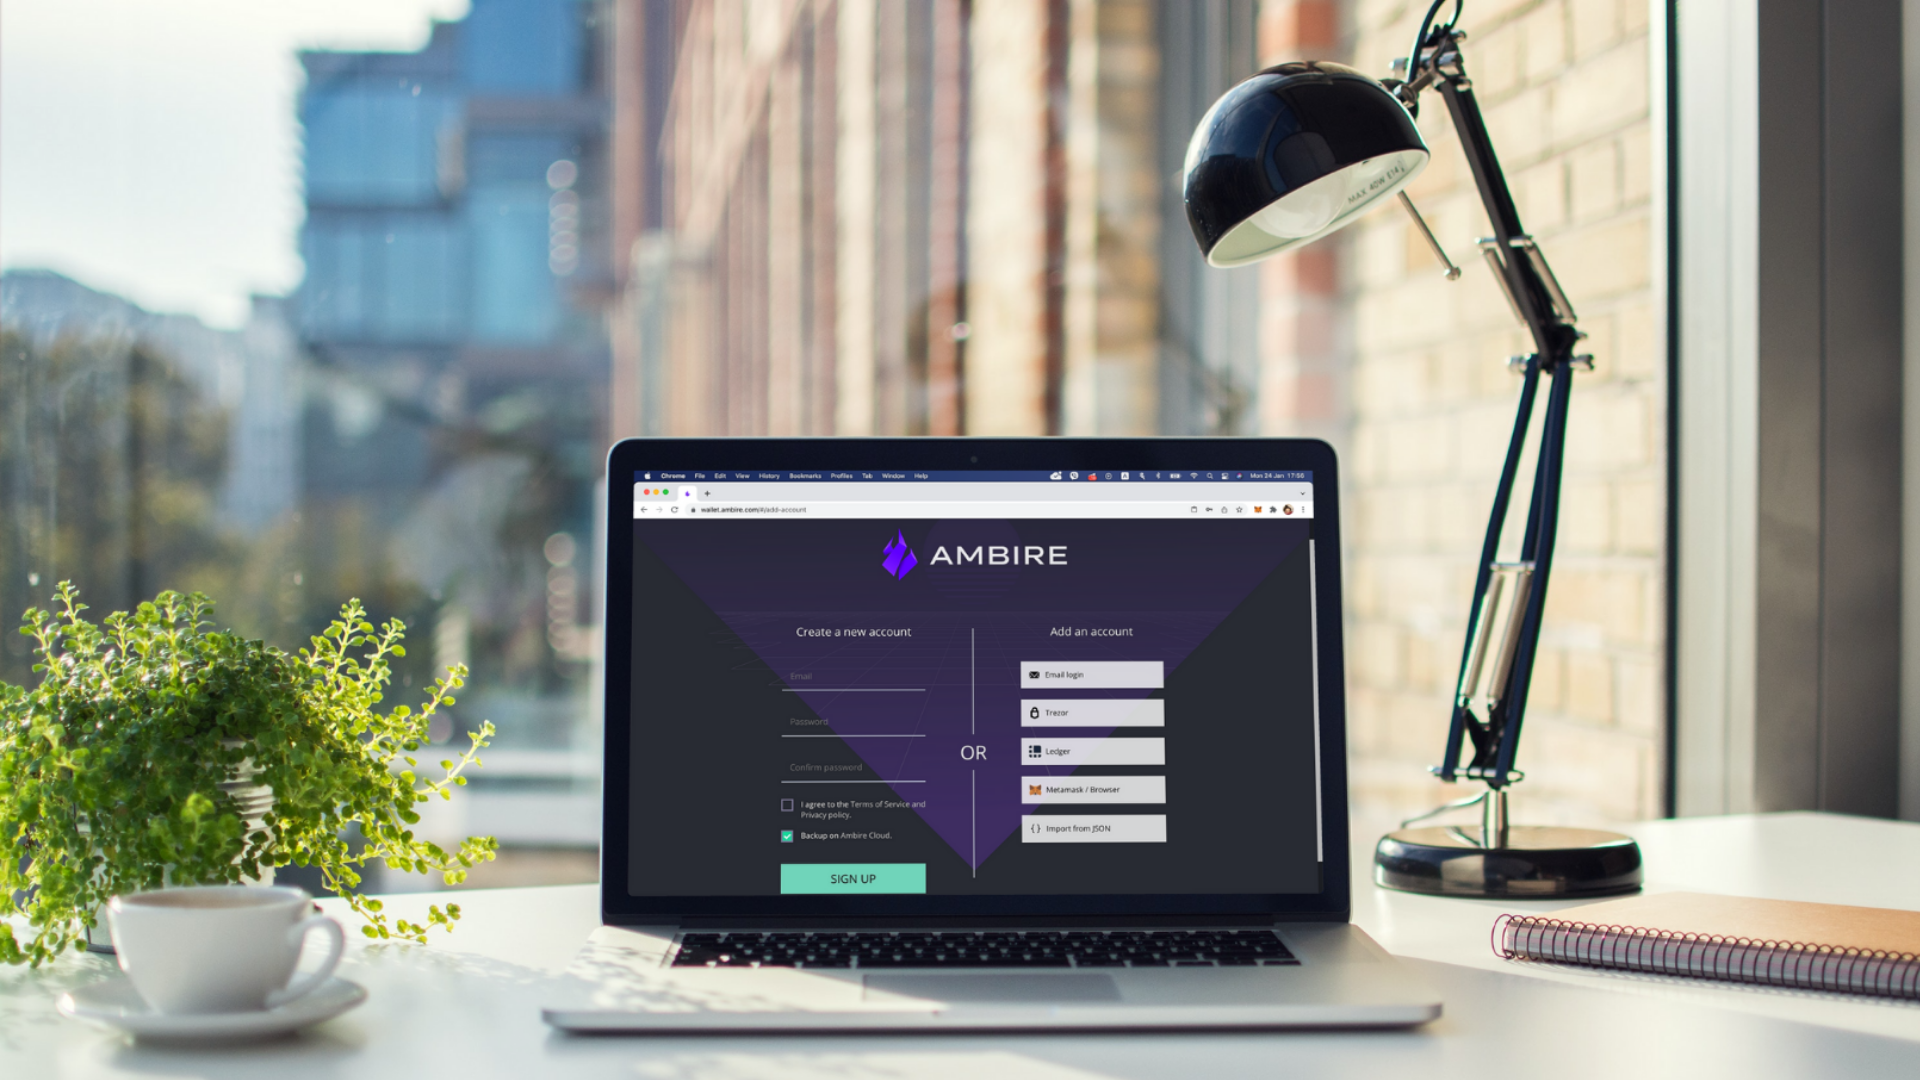 MAX 40W E14
Chrome File Edit View History Bookmarks Profiles Tab Window Help
Mon 24 Jan 17:56
wallet.ambire.com/#/add-account
AMBIRE
Create a new account
Email
Password
Confirm password
I agree to the Terms of Service and
Privacy policy.
Backup on Ambire Cloud.
SIGN UP
OR
Add an account
Email login
Trezor
Ledger
Metamask / Browser
Import from JSON